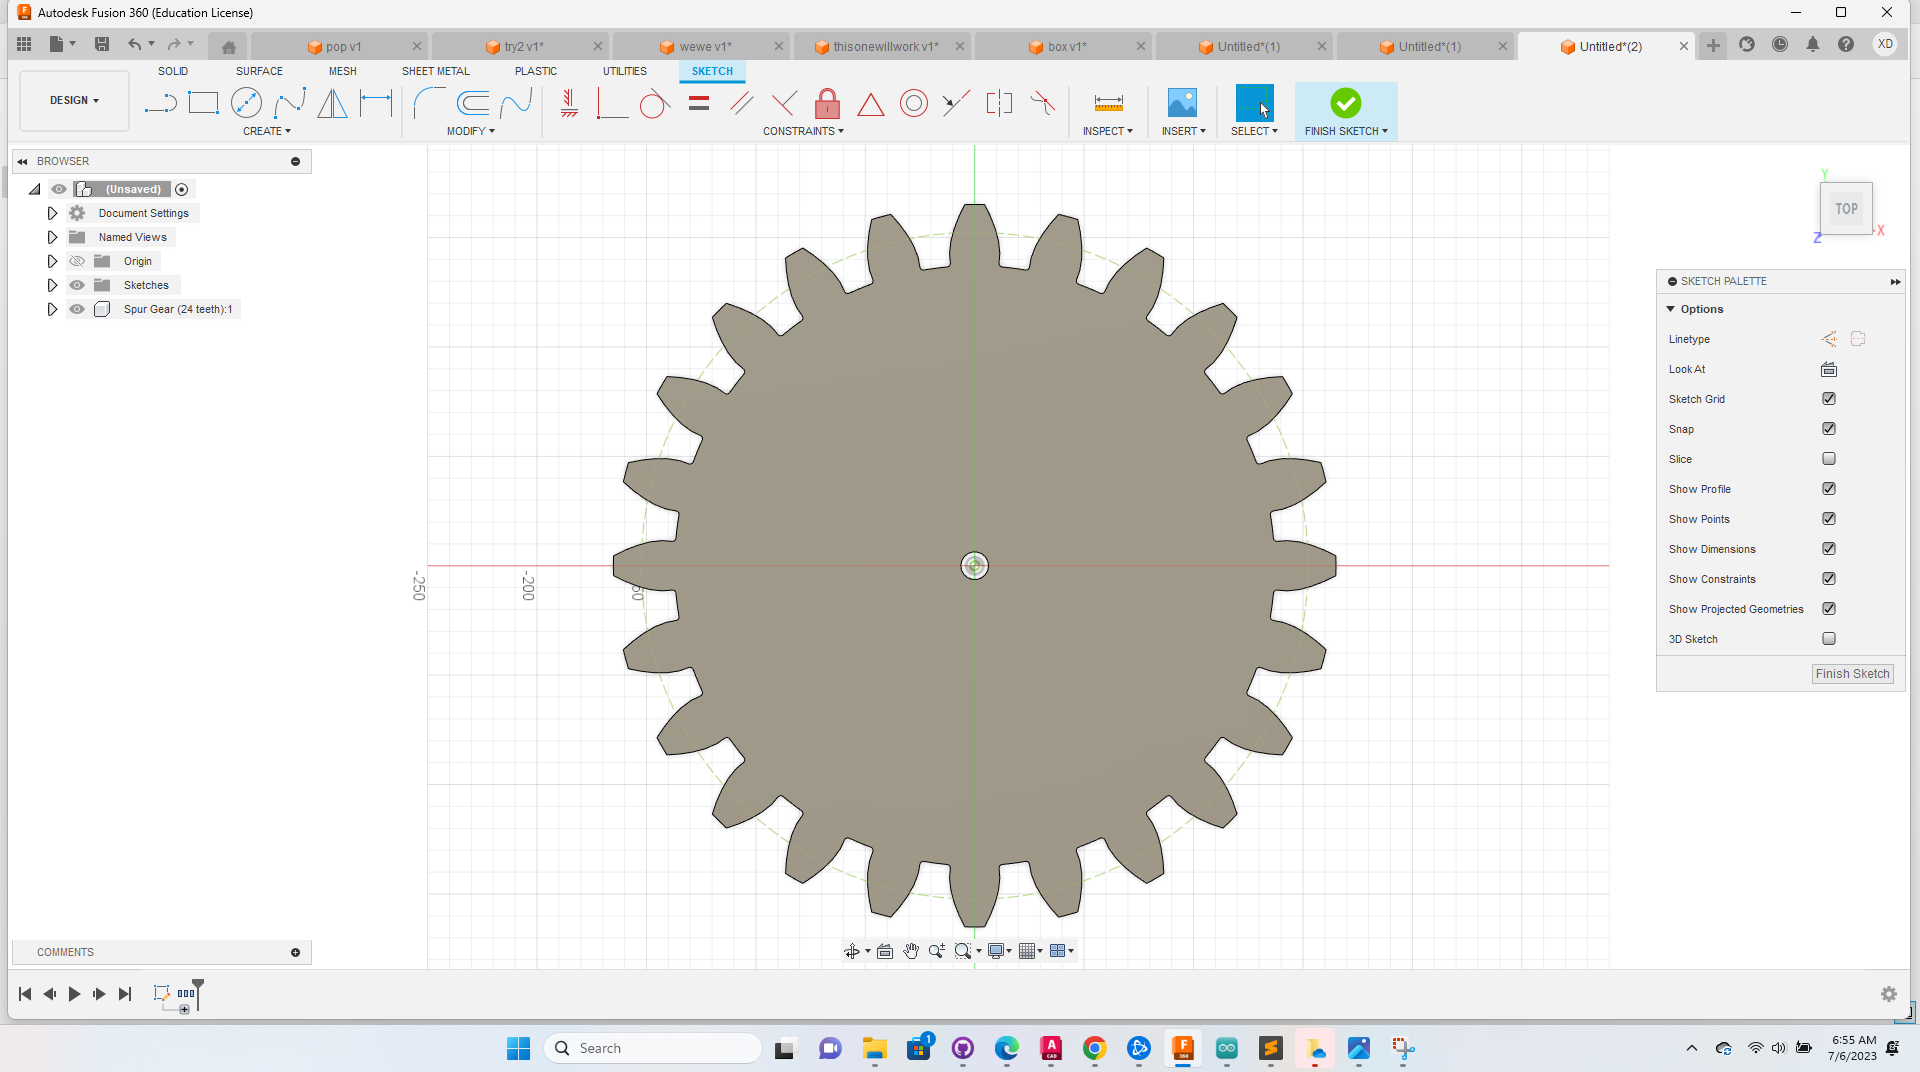 Autodesk Fusion 360 (Education License)
pop v1
try2 v1*
wewe v1*
thisonewillwork v1*
box v1*
Untitled*(1)
Untitled*(1)
Untitled*(2)
XD
SOLID
SURFACE
MESH
SHEET METAL
PLASTIC
UTILITIES
SKETCH
DESIGN
CREATE
MODIFY
CONSTRAINTS
INSPECT
INSERT
SELECT
FINISH SKETCH
BROWSER
(Unsaved)
Document Settings
Named Views
Origin
Sketches
Spur Gear (24 teeth):1
Y
TOP
Z
X
-250
-200
50
SKETCH PALETTE
Options
Linetype
Look At
Sketch Grid
Snap
Slice
Show Profile
Show Points
Show Dimensions
Show Constraints
Show Projected Geometries
3D Sketch
Finish Sketch
COMMENTS
Search
1
6:55 AM
7/6/2023